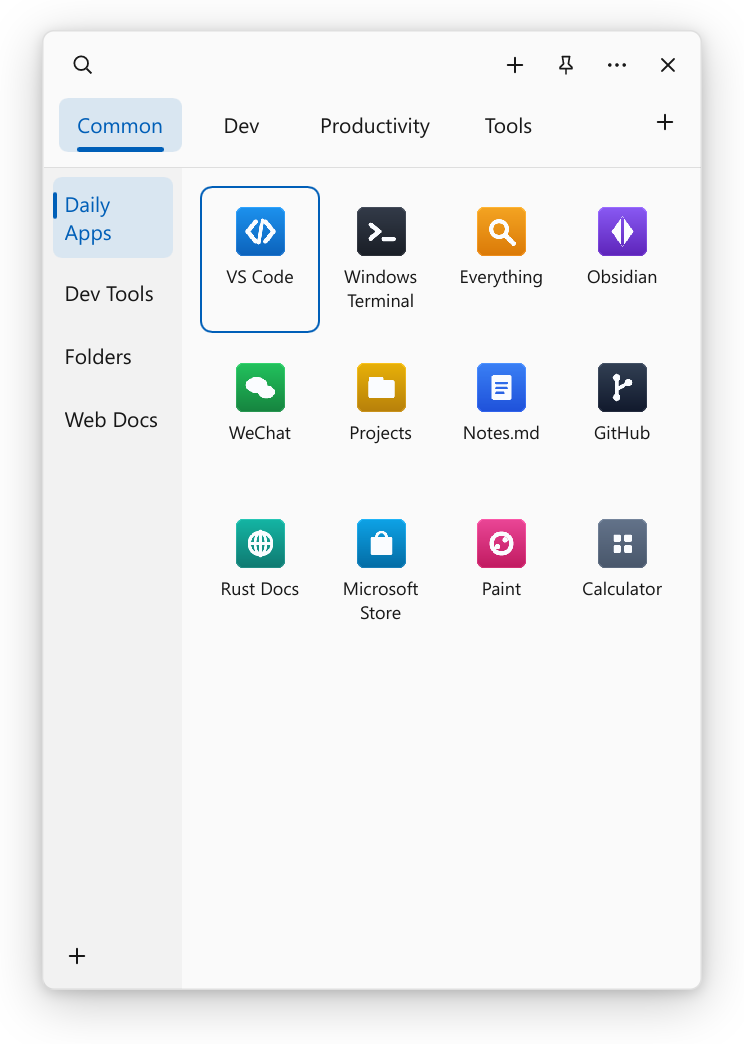 Common
Dev
Productivity
Tools
Daily
Apps
Dev Tools
Folders
Web Docs
VS Code
Windows
Terminal
Everything
Obsidian
WeChat
Projects
Notes.md
GitHub
Rust Docs
Microsoft
Store
Paint
Calculator